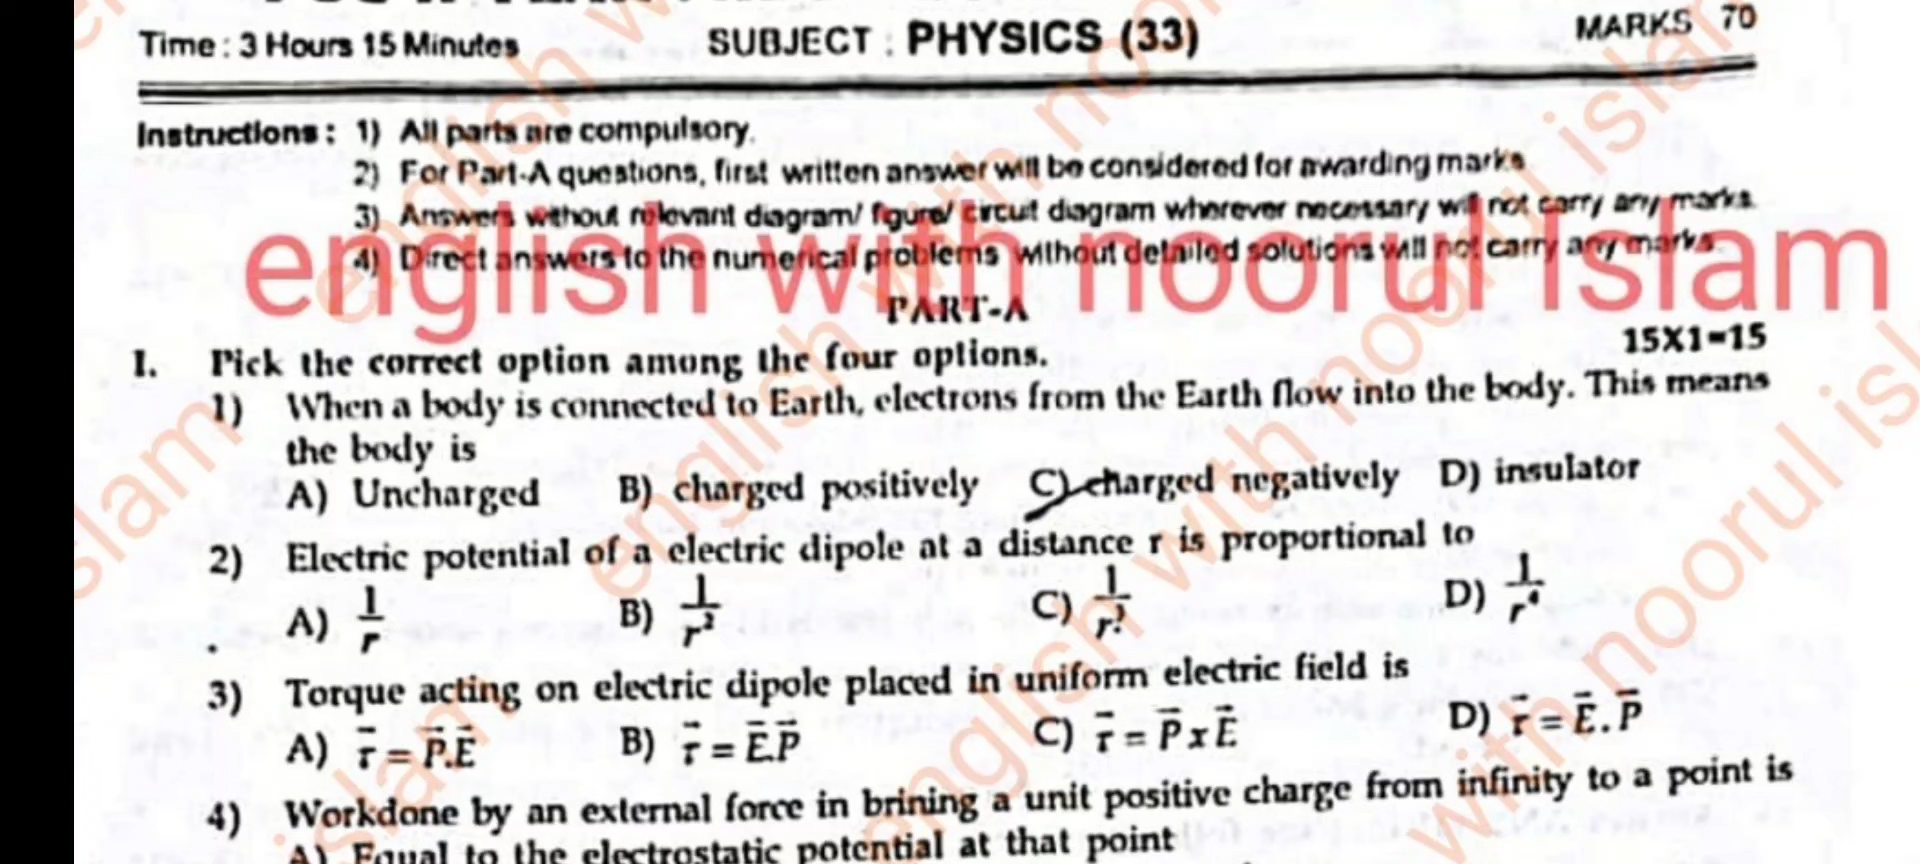 Time : 3 Hours 15 Minutes SUBJECT : PHYSICS (33) MARKS 70
Instructions : 1) All parts are compulsory.
2) For Part-A questions, first written answer will be considered for awarding marks
3) Answers without relevant diagram/ figure/ circuit diagram wherever necessary will not carry any marks.
4) Direct answers to the numerical problems without detailed solutions will not carry any marks.
english with noorul Islam
PART-A
15X1=15
I. Pick the correct option among the four options.
1) When a body is connected to Earth, electrons from the Earth flow into the body. This means
the body is
A) Uncharged B) charged positively C) charged negatively D) insulator
2) Electric potential of a electric dipole at a distance r is proportional to
A) 1/r B) 1/r² C) 1/r³ D) 1/r⁴
3) Torque acting on electric dipole placed in uniform electric field is
A) τ⃗ = P⃗.E⃗ B) τ⃗ = E⃗.P⃗ C) τ⃗ = P⃗ x E⃗ D) τ⃗ = E⃗ . P⃗
4) Workdone by an external force in brining a unit positive charge from infinity to a point is
A) Equal to the electrostatic potential at that point